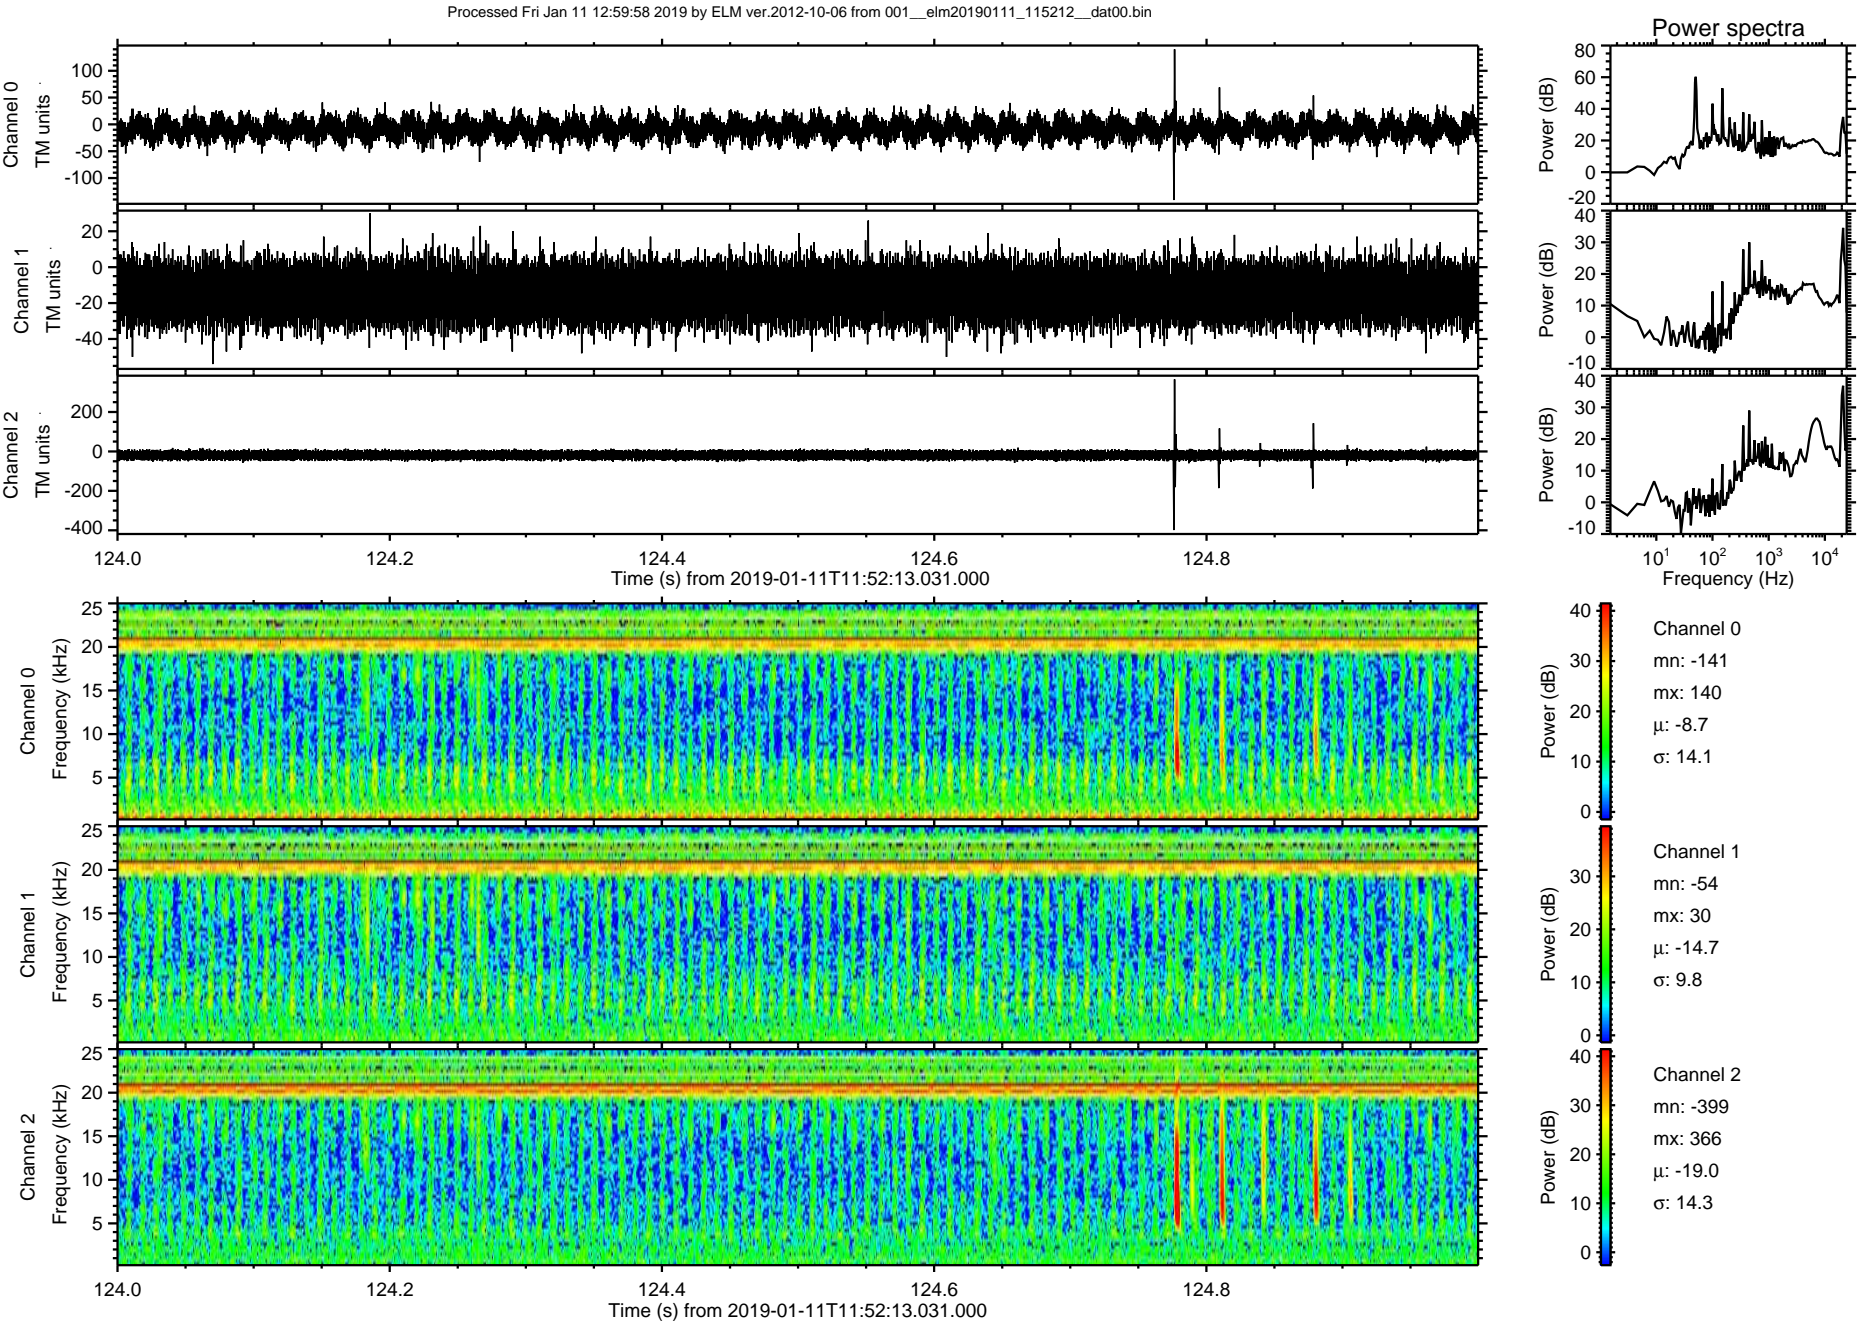 Processed Fri Jan 11 12:59:58 2019 by ELM ver.2012-10-06 from 001__elm20190111_115212__dat00.bin
Power spectra
Channel 0
TM units
100
50
0
-50
-100
Power (dB)
80
60
40
20
0
-20
Channel 1
TM units
20
0
-20
-40
Power (dB)
40
30
20
10
0
-10
Channel 2
TM units
200
0
-200
-400
Power (dB)
40
30
20
10
0
-10
124.0 124.2 124.4 124.6 124.8
Time (s) from 2019-01-11T11:52:13.031.000
10¹ 10² 10³ 10⁴
Frequency (Hz)
Channel 0
Frequency (kHz)
25
20
15
10
5
Power (dB)
40
30
20
10
0
Channel 0
mn: -141
mx: 140
μ: -8.7
σ: 14.1
Channel 1
Frequency (kHz)
25
20
15
10
5
Power (dB)
30
20
10
0
Channel 1
mn: -54
mx: 30
μ: -14.7
σ: 9.8
Channel 2
Frequency (kHz)
25
20
15
10
5
Power (dB)
40
30
20
10
0
Channel 2
mn: -399
mx: 366
μ: -19.0
σ: 14.3
124.0 124.2 124.4 124.6 124.8
Time (s) from 2019-01-11T11:52:13.031.000